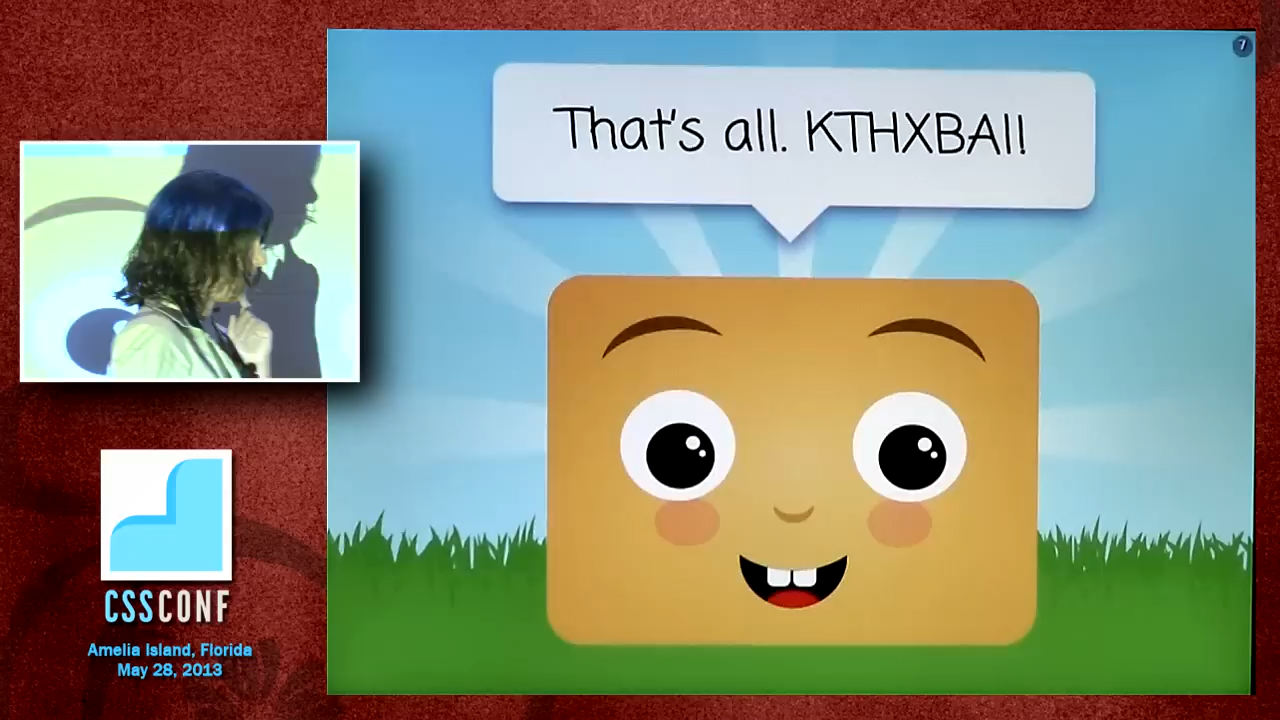 7
That's all. KTHXBAI!
CSSCONF
Amelia Island, Florida
May 28, 2013